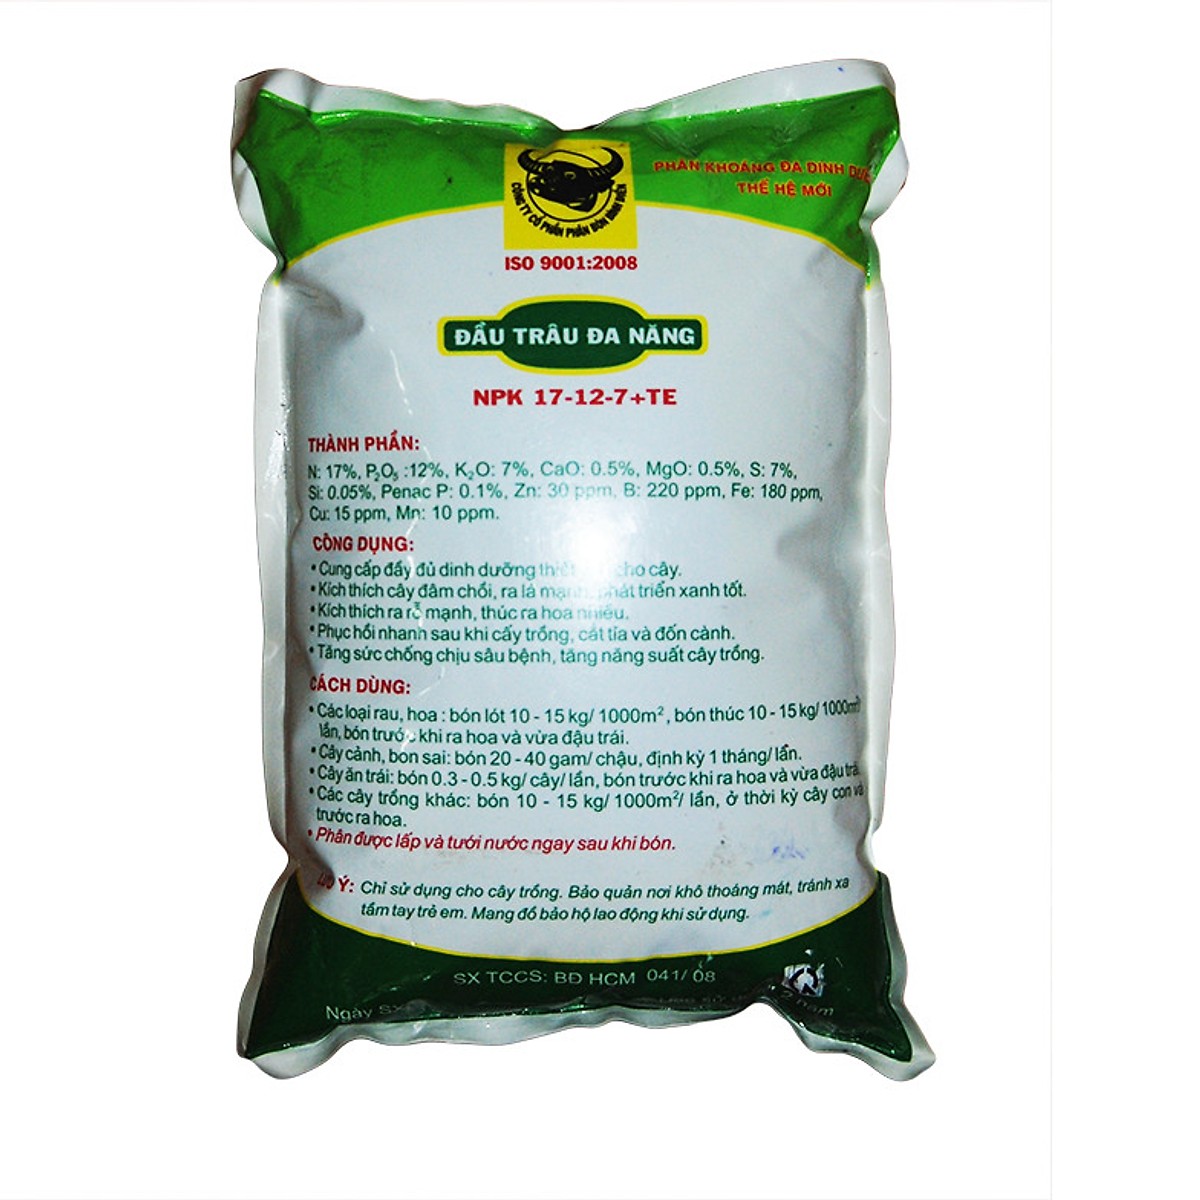 PHÂN KHOÁNG ĐA DINH
THẾ HỆ MỚI
CÔNG TY CỔ PHẦN PHÂN BÓN BÌNH ĐIỀN
ISO 9001:2008
ĐẦU TRÂU ĐA NĂNG
NPK 17-12-7+TE
THÀNH PHẦN:
N: 17%, P₂O₅ :12%, K₂O: 7%, CaO: 0.5%, MgO: 0.5%, S: 7%,
Si: 0.05%, Penac P: 0.1%, Zn: 30 ppm, B: 220 ppm, Fe: 180 ppm,
Cu: 15 ppm, Mn: 10 ppm.
CÔNG DỤNG:
• Cung cấp đầy đủ dinh dưỡng cho cây.
• Kích thích cây đâm chồi, ra lá mạnh, phát triển xanh tốt.
• Kích thích ra rễ mạnh, thúc ra hoa nhiều.
• Phục hồi nhanh sau khi cấy trồng, cắt tỉa và đốn cành.
• Tăng sức chống chịu sâu bệnh, tăng năng suất cây trồng.
CÁCH DÙNG:
• Các loại rau, hoa : bón lót 10 - 15 kg/ 1000m², bón thúc 10 - 15 kg/ 1000m²/
lần, bón trước khi ra hoa và vừa đậu trái.
• Cây cảnh, bon sai: bón 20 - 40 gam/ chậu, định kỳ 1 tháng/ lần.
• Cây ăn trái: bón 0.3 - 0.5 kg/ cây/ lần, bón trước khi ra hoa và vừa đậu trái.
• Các cây trồng khác: bón 10 - 15 kg/ 1000m²/ lần, ở thời kỳ cây con và
trước ra hoa.
• Phân được lấp và tưới nước ngay sau khi bón.
LƯU Ý: Chỉ sử dụng cho cây trồng. Bảo quản nơi khô thoáng mát, tránh xa
tầm tay trẻ em. Mang đồ bảo hộ lao động khi sử dụng.
SX TCCS: BĐ HCM 041/ 08
Ngày SX năm